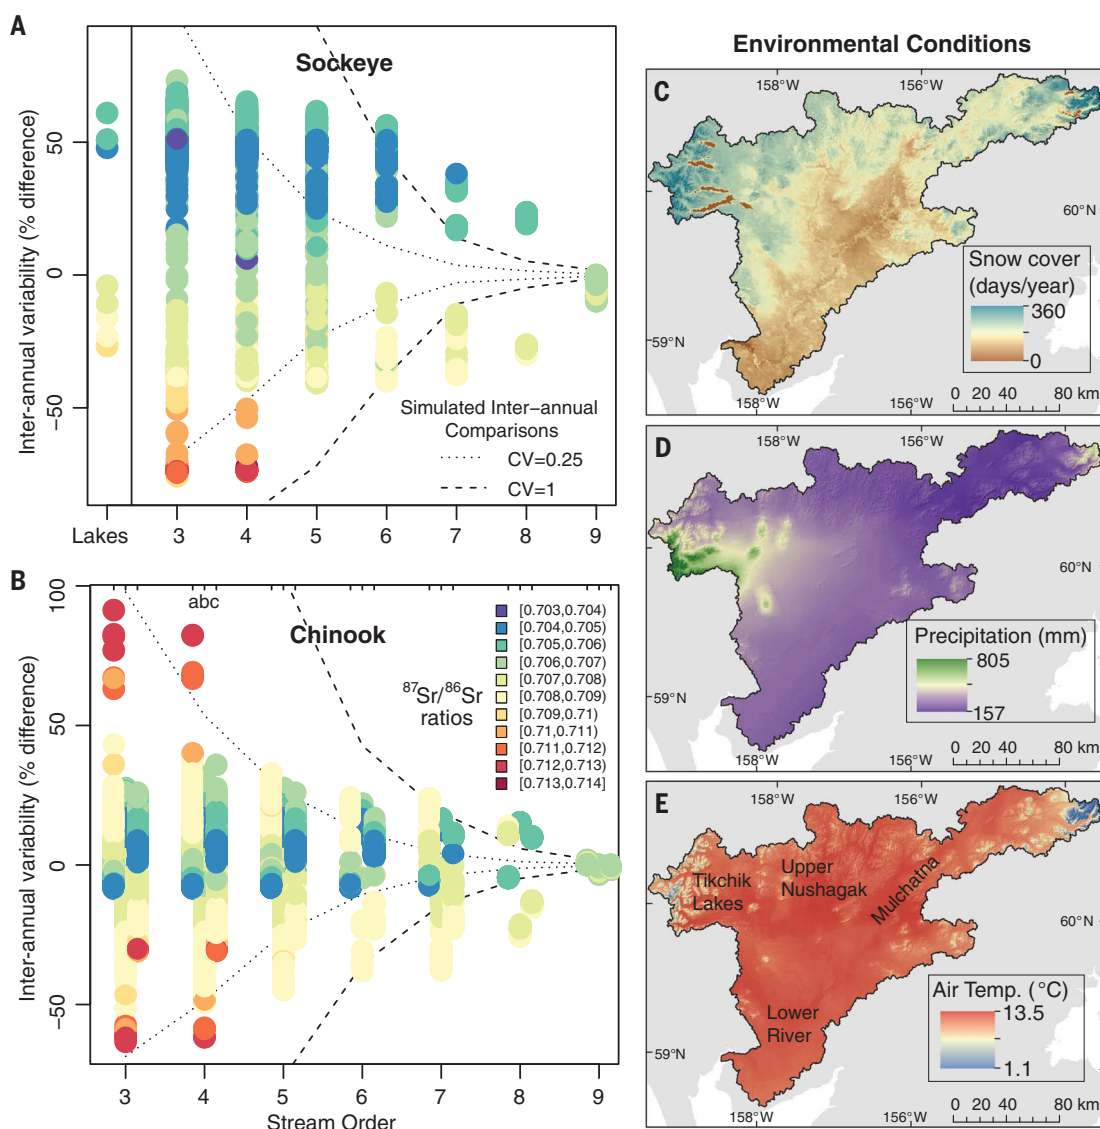 A
Sockeye
Inter-annual variability (% difference)
50
0
−50
Simulated Inter−annual
Comparisons
CV=0.25
CV=1
Lakes 3 4 5 6 7 8 9
B
abc
Chinook
Inter-annual variability (% difference)
100
50
0
−50
87Sr/86Sr
ratios
[0.703,0.704)
[0.704,0.705)
[0.705,0.706)
[0.706,0.707)
[0.707,0.708)
[0.708,0.709)
[0.709,0.71)
[0.71,0.711)
[0.711,0.712)
[0.712,0.713)
[0.713,0.714]
3 4 5 6 7 8 9
Stream Order
Environmental Conditions
C
158°W 156°W
60°N
59°N
Snow cover
(days/year)
360
0
158°W 156°W
0 20 40 80 km
D
158°W 156°W
60°N
59°N
Precipitation (mm)
805
157
158°W 156°W
0 20 40 80 km
E
158°W 156°W
Tikchik
Lakes
Upper
Nushagak
Mulchatna
60°N
Lower
River
59°N
Air Temp. (°C)
13.5
1.1
158°W 156°W
0 20 40 80 km